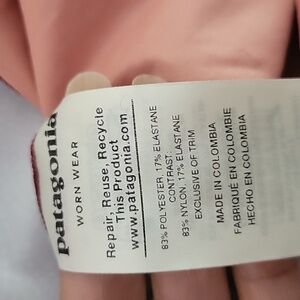 patagonia
WORN WEAR
Repair, Reuse, Recycle
This Product
www.patagonia.com
83% POLYESTER, 17% ELASTANE
CONTRAST:
83% NYLON, 17% ELASTANE
EXCLUSIVE OF TRIM
MADE IN COLOMBIA
FABRIQUÉ EN COLOMBIE
HECHO EN COLOMBIA